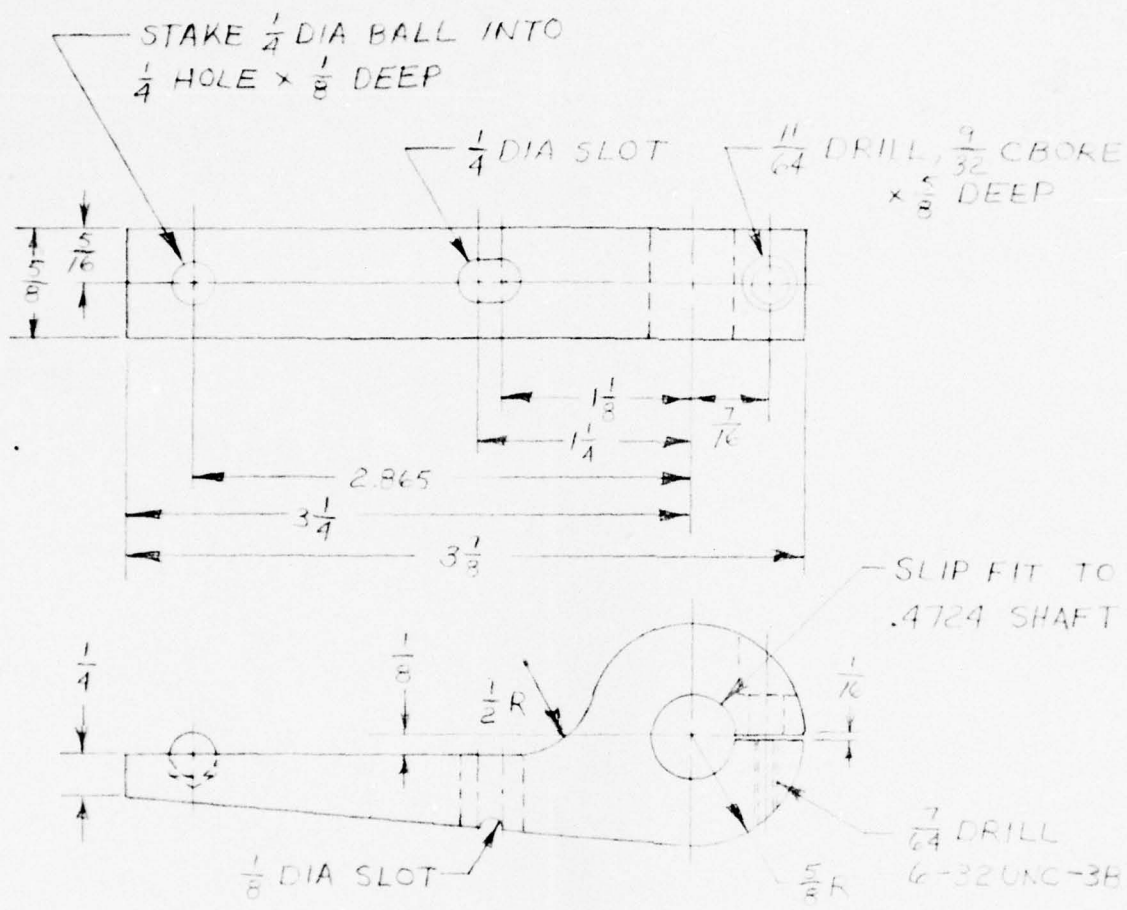 STAKE 1/4 DIA BALL INTO
1/4 HOLE × 1/8 DEEP
1/4 DIA SLOT
11/64 DRILL, 9/32 CBORE
× 5/8 DEEP
5/8
5/16
1 1/8
7/16
1 1/4
2.865
3 1/4
3 7/8
SLIP FIT TO
.4724 SHAFT
1/4
1/8
1/2 R
1/16
1/8 DIA SLOT
5/8 R
7/64 DRILL
6-32UNC-3B